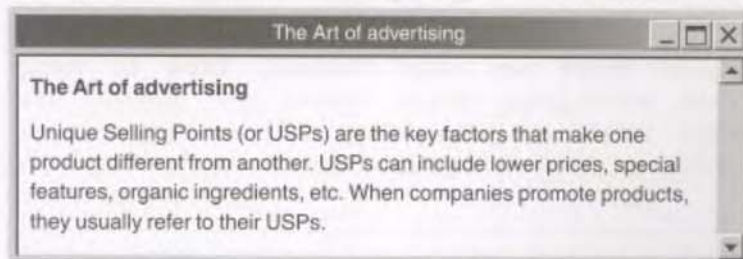 The Art of advertising
The Art of advertising
Unique Selling Points (or USPs) are the key factors that make one
product different from another. USPs can include lower prices, special
features, organic ingredients, etc. When companies promote products,
they usually refer to their USPs.